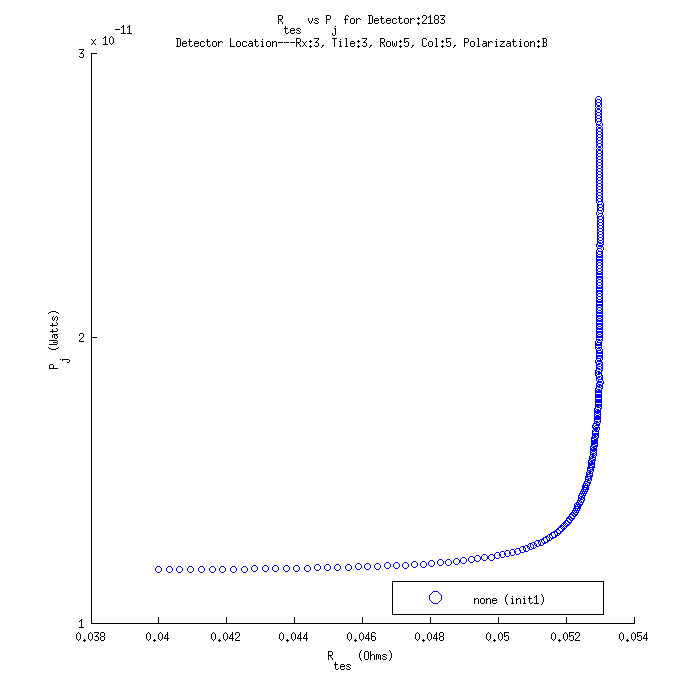 R_tes vs P_j for Detector:2183
Detector Location---Rx:3, Tile:3, Row:5, Col:5, Polarization:B
x 10^-11
3
2
1
P_j (Watts)
0.038 0.04 0.042 0.044 0.046 0.048 0.05 0.052 0.054
R_tes (Ohms)
none (init1)